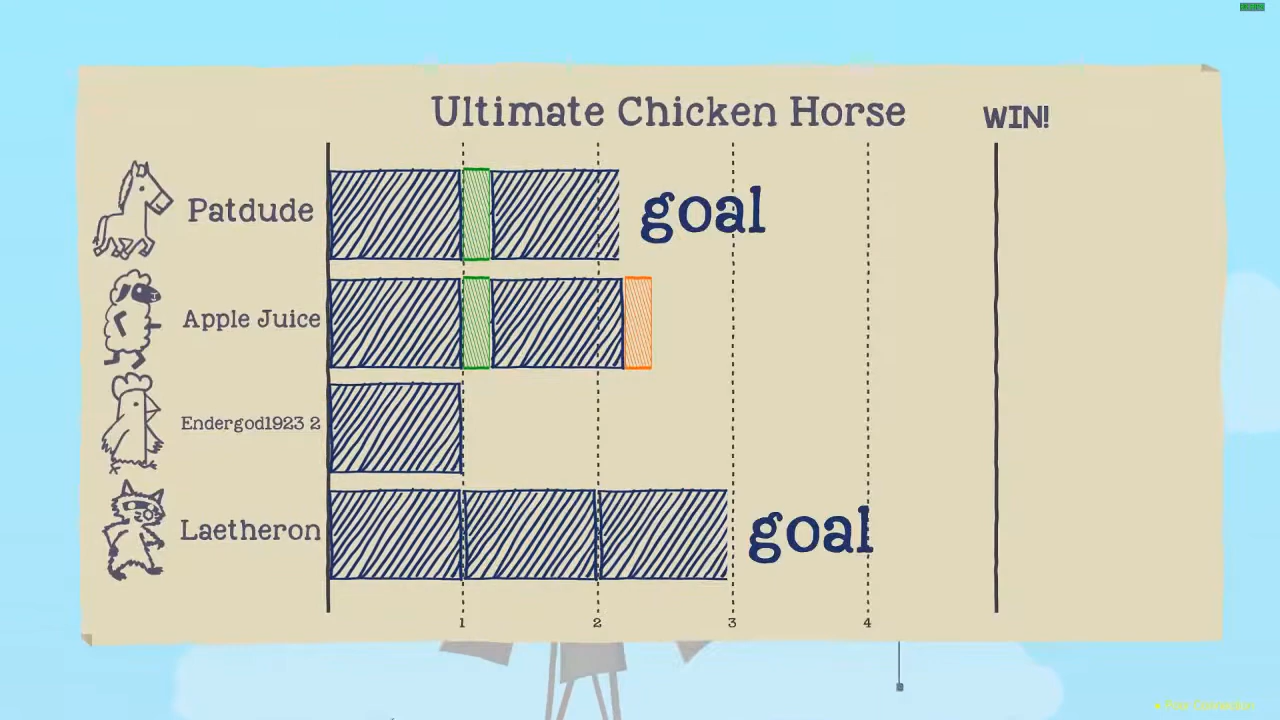 Ultimate Chicken Horse
WIN!
Patdude
goal
Apple Juice
Endergod1923 2
Laetheron
goal
1
2
3
4